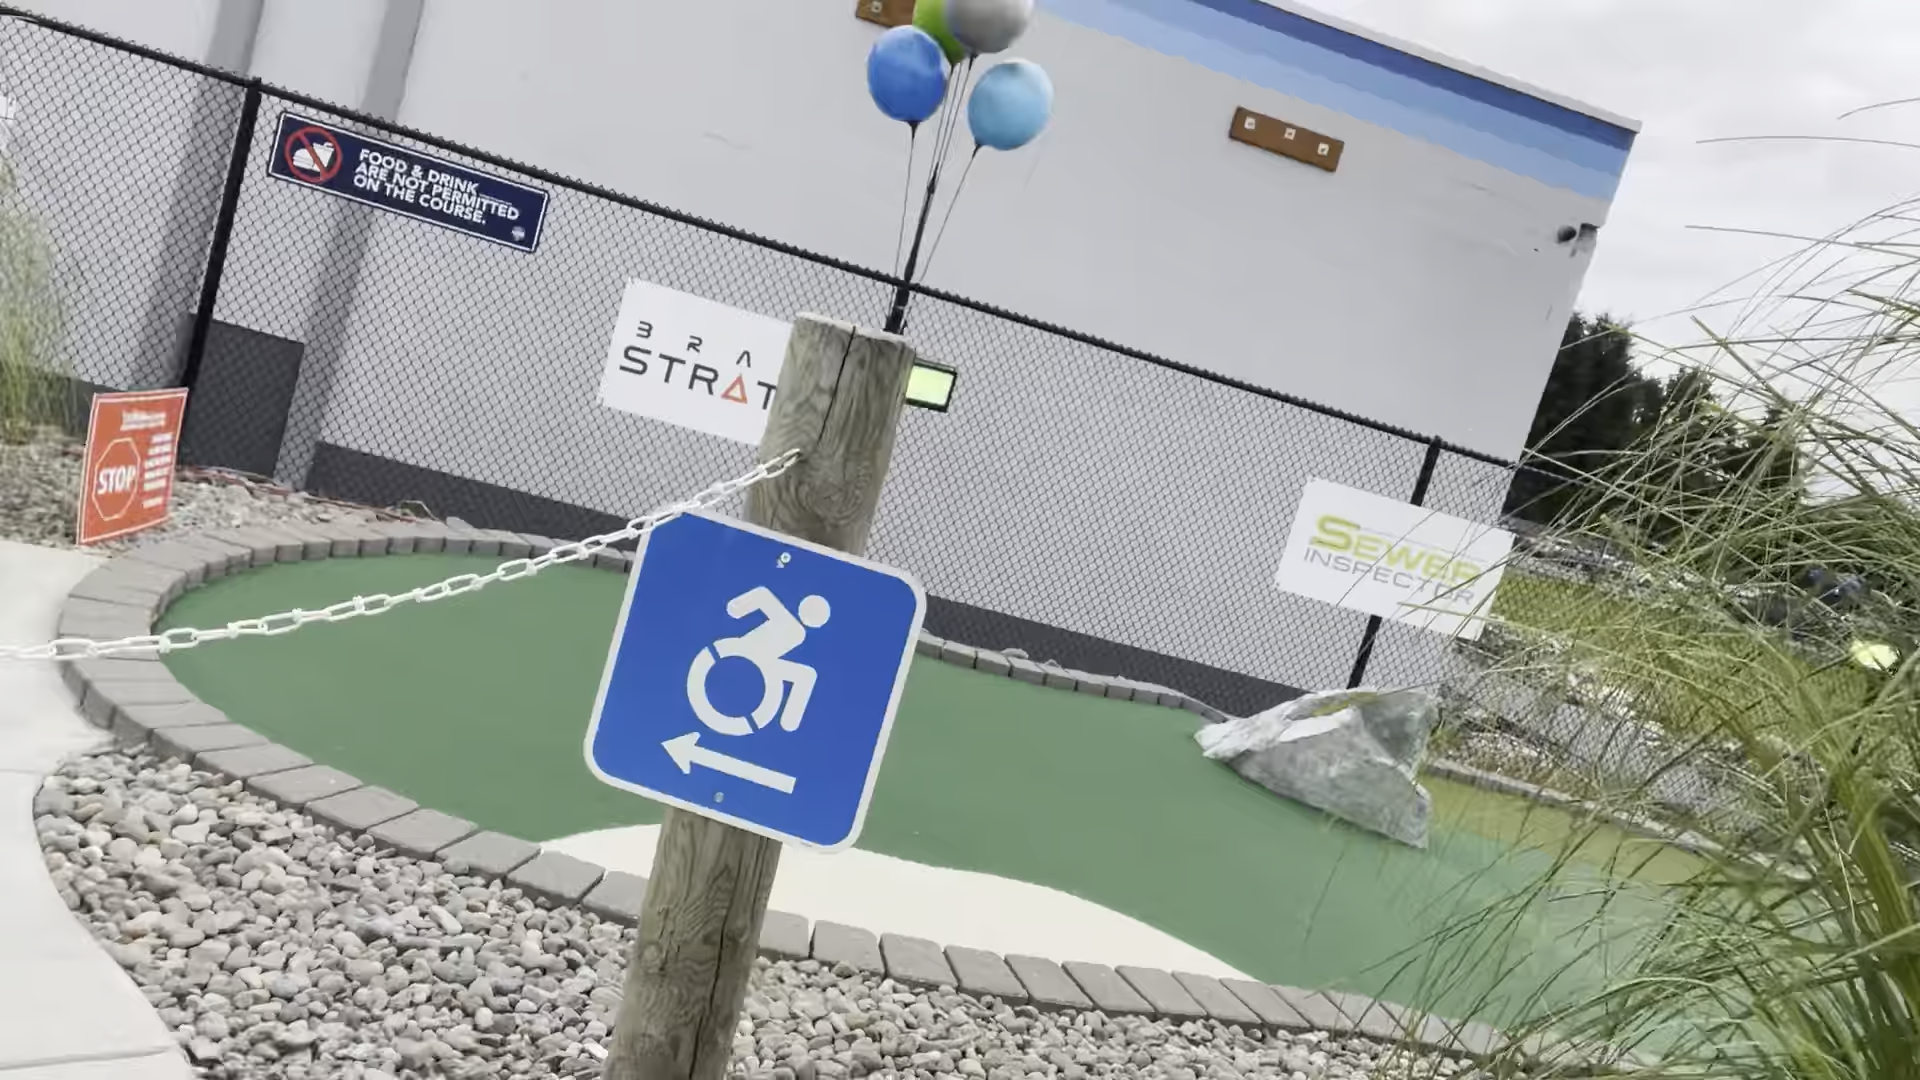 FOOD & DRINK
ARE NOT PERMITTED
ON THE COURSE.
BRA
STRAT
STOP
SEWER
INSPECTOR